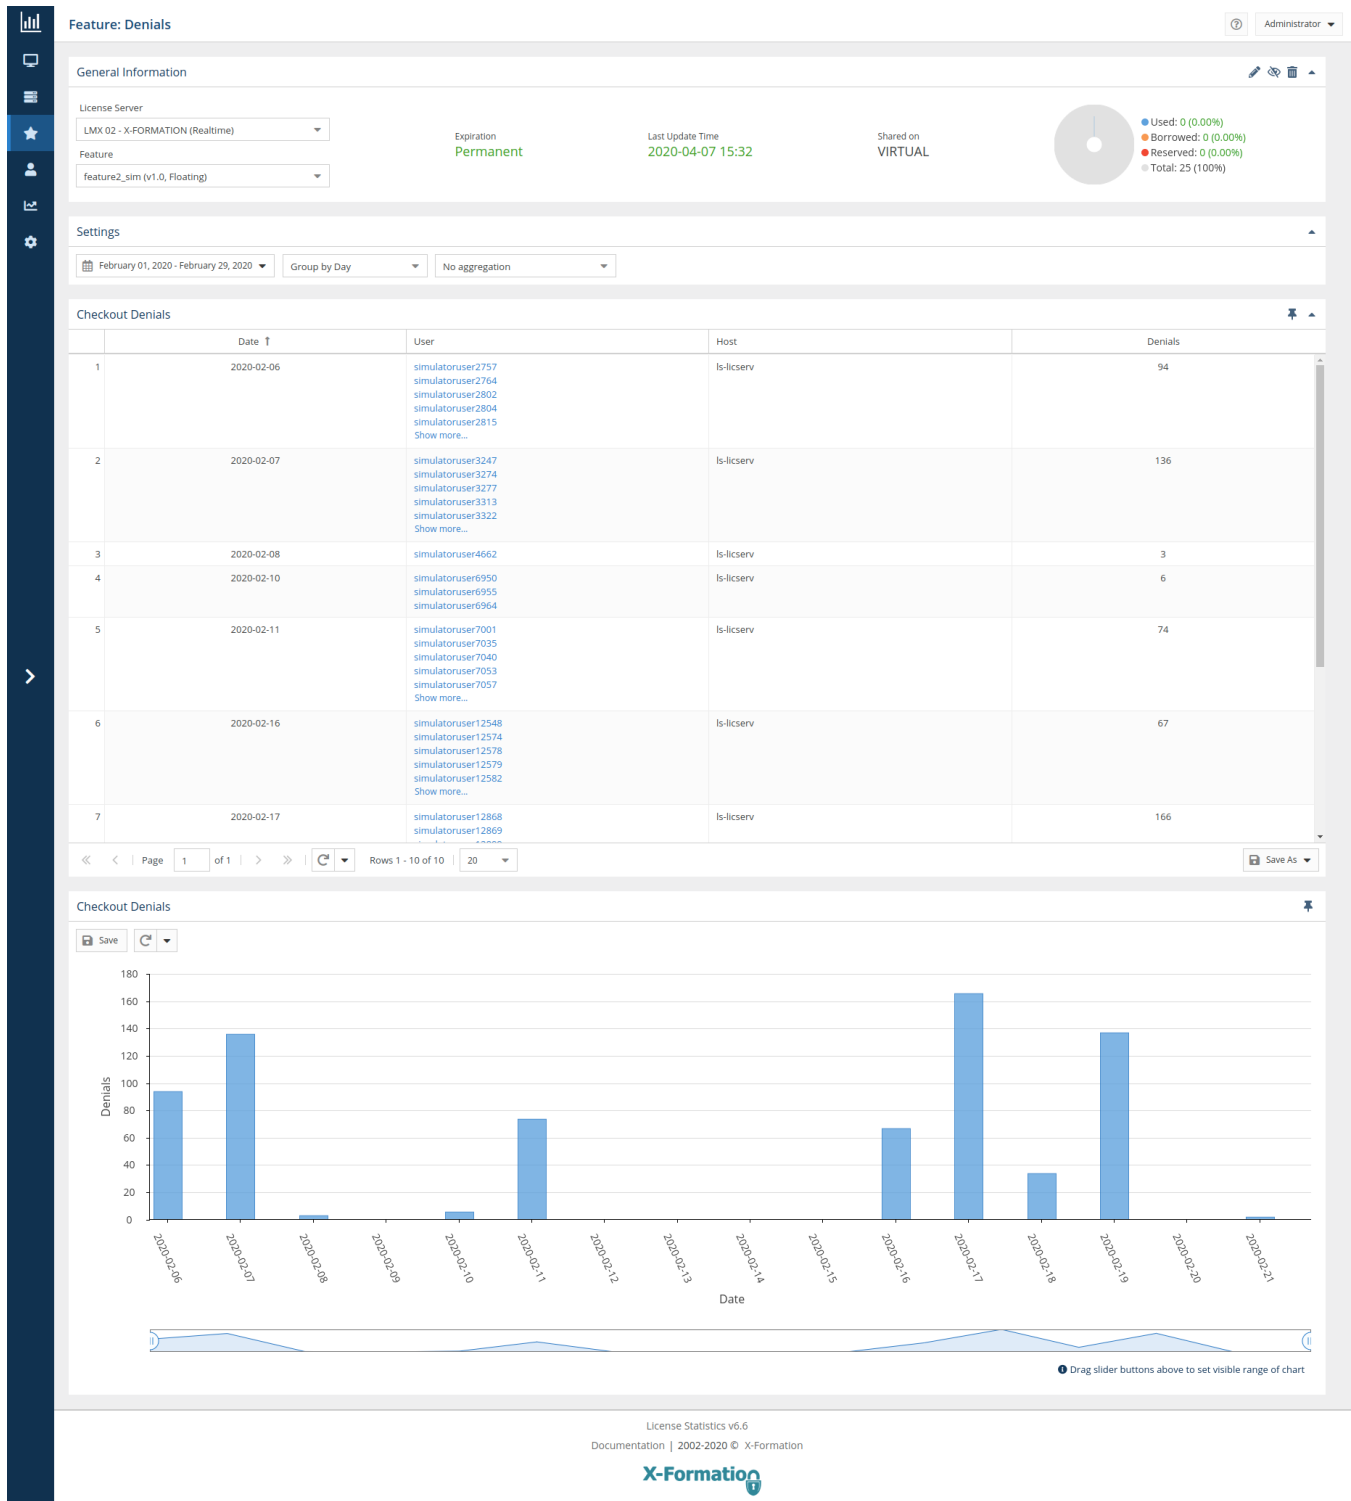 Feature: Denials
Administrator
General Information
License Server
LMX 02 - X-FORMATION (Realtime)
Feature
feature2_sim (v1.0, Floating)
Expiration
Permanent
Last Update Time
2020-04-07 15:32
Shared on
VIRTUAL
Used: 0 (0.00%)
Borrowed: 0 (0.00%)
Reserved: 0 (0.00%)
Total: 25 (100%)
Settings
February 01, 2020 - February 29, 2020
Group by Day
No aggregation
Checkout Denials
Date User Host Denials
1 2020-02-06 simulatoruser2757 ls-licserv 94
simulatoruser2764
simulatoruser2802
simulatoruser2804
simulatoruser2815
Show more...
2 2020-02-07 simulatoruser3247 ls-licserv 136
simulatoruser3274
simulatoruser3277
simulatoruser3313
simulatoruser3322
Show more...
3 2020-02-08 simulatoruser4662 ls-licserv 3
4 2020-02-10 simulatoruser6950 ls-licserv 6
simulatoruser6955
simulatoruser6964
5 2020-02-11 simulatoruser7001 ls-licserv 74
simulatoruser7035
simulatoruser7040
simulatoruser7053
simulatoruser7057
Show more...
6 2020-02-16 simulatoruser12548 ls-licserv 67
simulatoruser12574
simulatoruser12578
simulatoruser12579
simulatoruser12582
Show more...
7 2020-02-17 simulatoruser12868 ls-licserv 166
simulatoruser12869
Page 1 of 1 Rows 1 - 10 of 10 20 Save As
Checkout Denials
Save
180
160
140
120
100
80
60
40
20
0
Denials
2020-02-06
2020-02-07
2020-02-08
2020-02-09
2020-02-10
2020-02-11
2020-02-12
2020-02-13
2020-02-14
2020-02-15
2020-02-16
2020-02-17
2020-02-18
2020-02-19
2020-02-20
2020-02-21
Date
Drag slider buttons above to set visible range of chart
License Statistics v6.6
Documentation | 2002-2020 © X-Formation
X-Formation